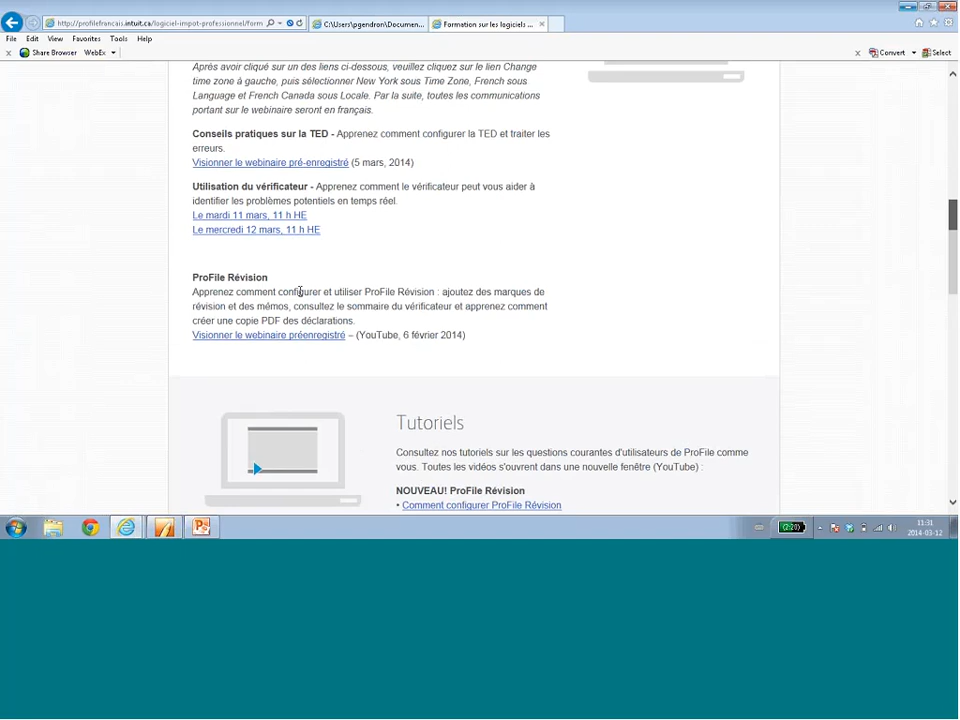 http://profilefrancais.intuit.ca/logiciel-impot-professionnel/form
C:\Users\pgendron\Documen...
Formation sur les logiciels ...
File Edit View Favorites Tools Help
Share Browser WebEx
Convert
Select
Après avoir cliqué sur un des liens ci-dessous, veuillez cliquez sur le lien Change
time zone à gauche, puis sélectionner New York sous Time Zone, French sous
Language et French Canada sous Locale. Par la suite, toutes les communications
portant sur le webinaire seront en français.
Conseils pratiques sur la TED - Apprenez comment configurer la TED et traiter les
erreurs.
Visionner le webinaire pré-enregistré (5 mars, 2014)
Utilisation du vérificateur - Apprenez comment le vérificateur peut vous aider à
identifier les problèmes potentiels en temps réel.
Le mardi 11 mars, 11 h HE
Le mercredi 12 mars, 11 h HE
ProFile Révision
Apprenez comment configurer et utiliser ProFile Révision : ajoutez des marques de
révision et des mémos, consultez le sommaire du vérificateur et apprenez comment
créer une copie PDF des déclarations.
Visionner le webinaire préenregistré – (YouTube, 6 février 2014)
Tutoriels
Consultez nos tutoriels sur les questions courantes d'utilisateurs de ProFile comme
vous. Toutes les vidéos s'ouvrent dans une nouvelle fenêtre (YouTube) :
NOUVEAU! ProFile Révision
• Comment configurer ProFile Révision
(2:20)
11:31
2014-03-12